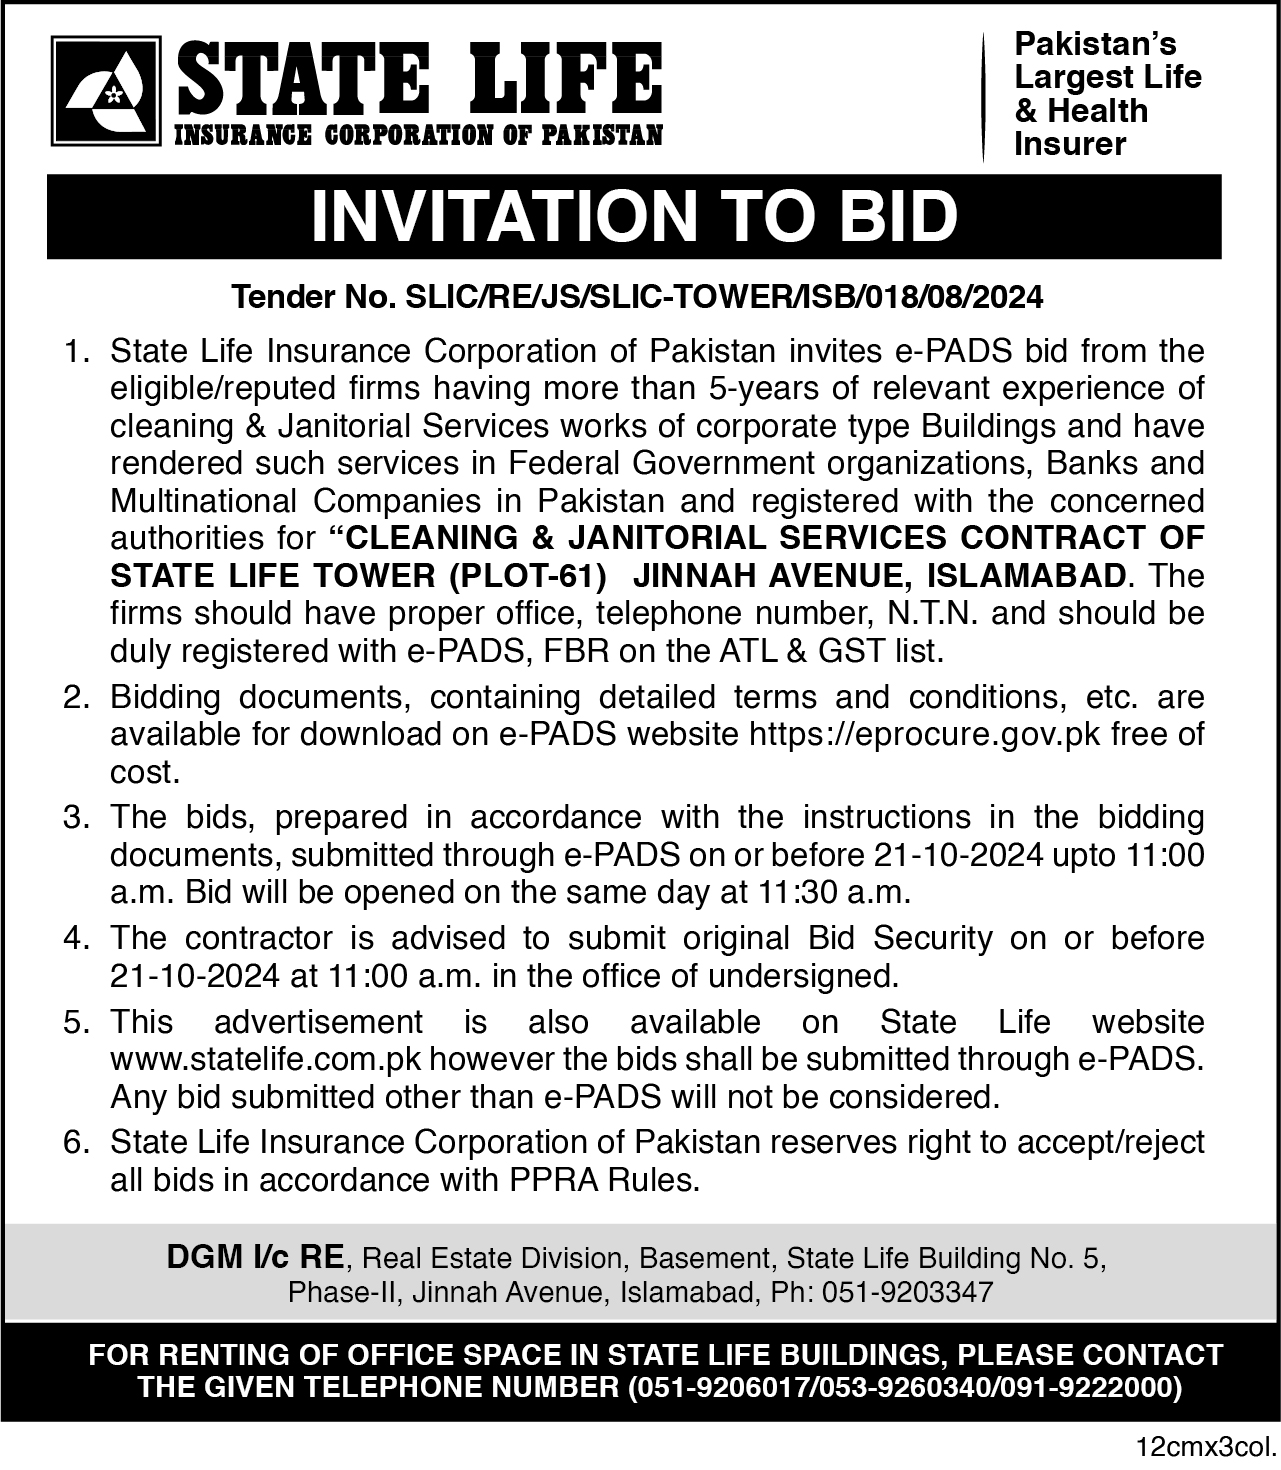 STATE LIFE
INSURANCE CORPORATION OF PAKISTAN
Pakistan's
Largest Life
& Health
Insurer
INVITATION TO BID
Tender No. SLIC/RE/JS/SLIC-TOWER/ISB/018/08/2024
1. State Life Insurance Corporation of Pakistan invites e-PADS bid from the
eligible/reputed firms having more than 5-years of relevant experience of
cleaning & Janitorial Services works of corporate type Buildings and have
rendered such services in Federal Government organizations, Banks and
Multinational Companies in Pakistan and registered with the concerned
authorities for “CLEANING & JANITORIAL SERVICES CONTRACT OF
STATE LIFE TOWER (PLOT-61) JINNAH AVENUE, ISLAMABAD. The
firms should have proper office, telephone number, N.T.N. and should be
duly registered with e-PADS, FBR on the ATL & GST list.
2. Bidding documents, containing detailed terms and conditions, etc. are
available for download on e-PADS website https://eprocure.gov.pk free of
cost.
3. The bids, prepared in accordance with the instructions in the bidding
documents, submitted through e-PADS on or before 21-10-2024 upto 11:00
a.m. Bid will be opened on the same day at 11:30 a.m.
4. The contractor is advised to submit original Bid Security on or before
21-10-2024 at 11:00 a.m. in the office of undersigned.
5. This advertisement is also available on State Life website
www.statelife.com.pk however the bids shall be submitted through e-PADS.
Any bid submitted other than e-PADS will not be considered.
6. State Life Insurance Corporation of Pakistan reserves right to accept/reject
all bids in accordance with PPRA Rules.
DGM I/c RE, Real Estate Division, Basement, State Life Building No. 5,
Phase-II, Jinnah Avenue, Islamabad, Ph: 051-9203347
FOR RENTING OF OFFICE SPACE IN STATE LIFE BUILDINGS, PLEASE CONTACT
THE GIVEN TELEPHONE NUMBER (051-9206017/053-9260340/091-9222000)
12cmx3col.